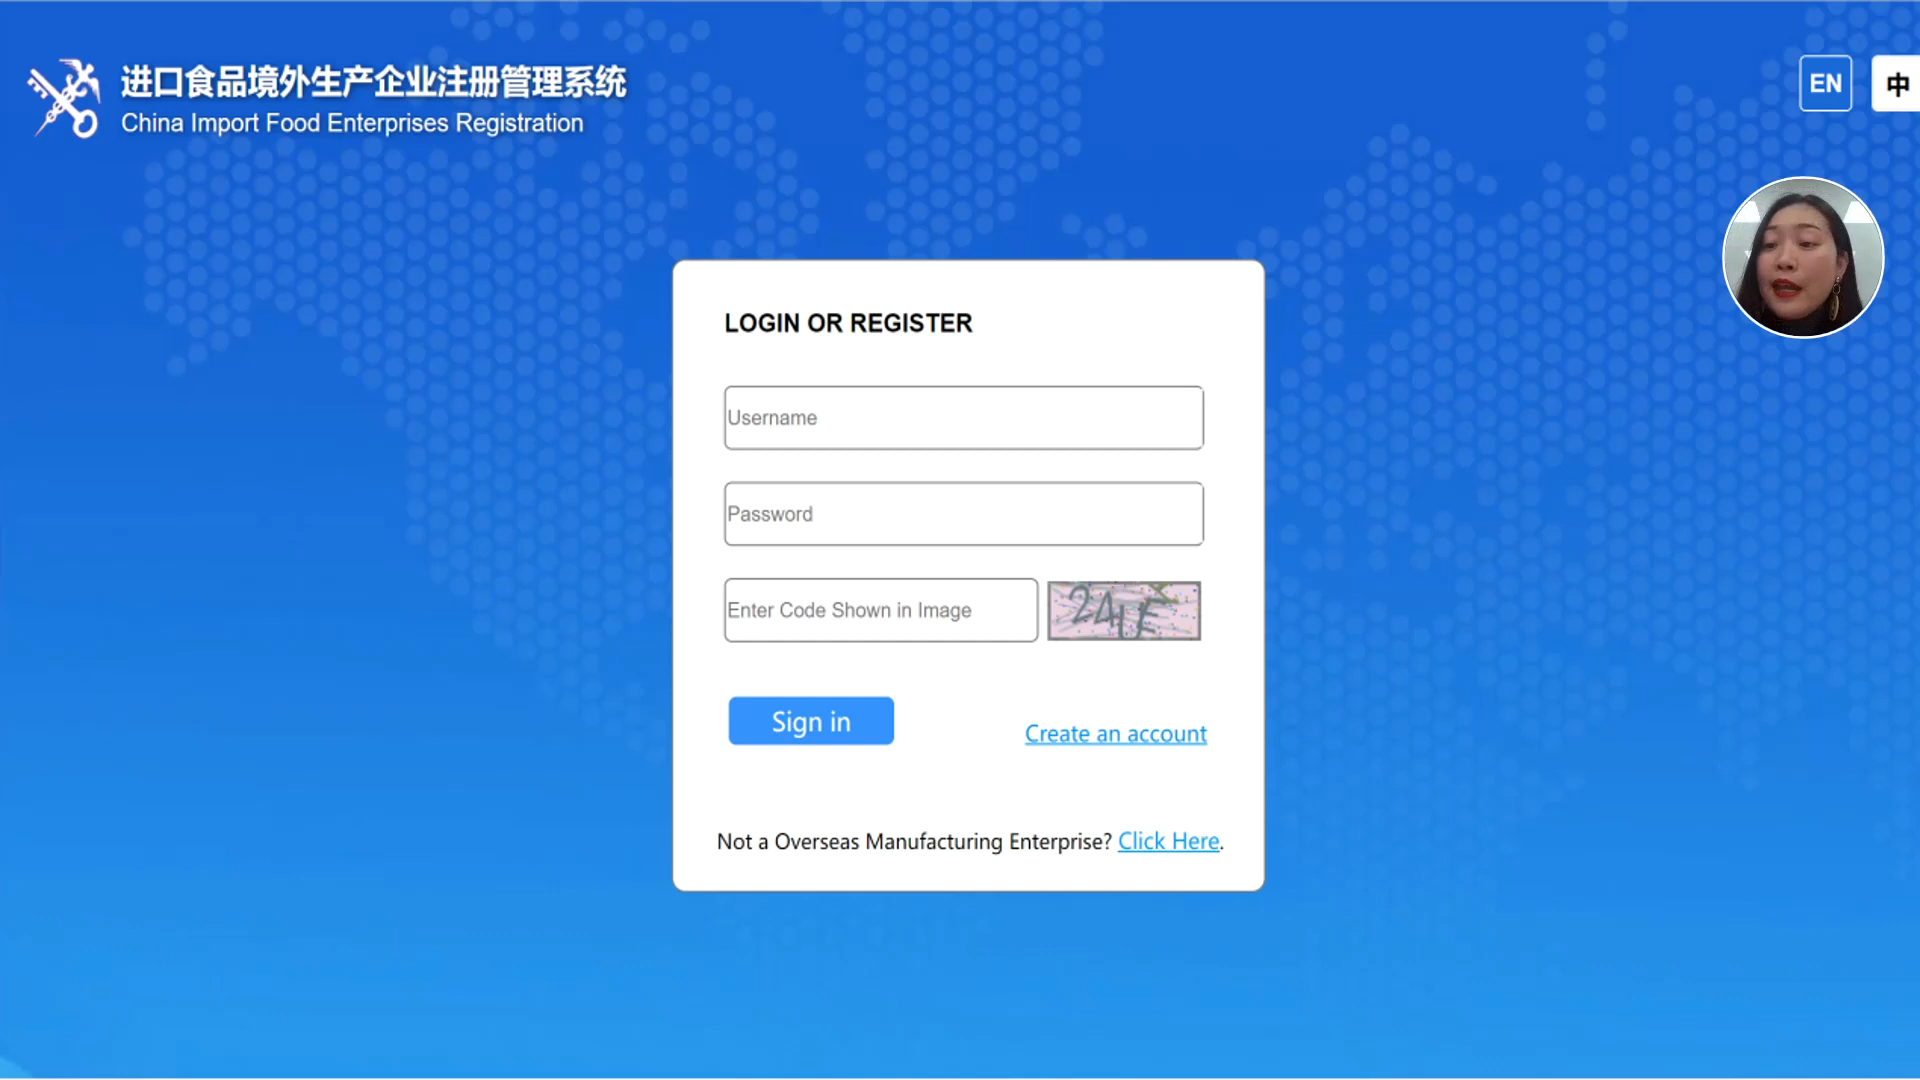 进口食品境外生产企业注册管理系统
China Import Food Enterprises Registration
EN
中
LOGIN OR REGISTER
Username
Password
Enter Code Shown in Image
Sign in
Create an account
Not a Overseas Manufacturing Enterprise? Click Here.